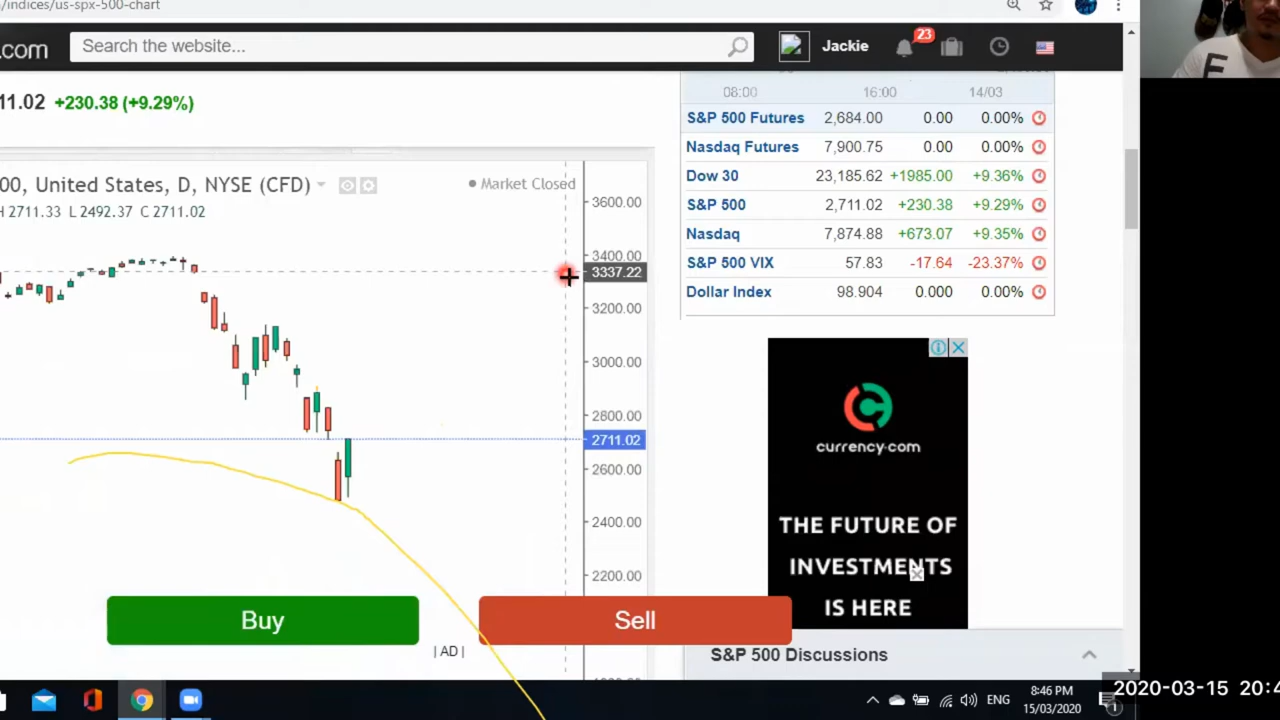 /indices/us-spx-500-chart
.com
Search the website...
Jackie
23
11.02 +230.38 (+9.29%)
08:00 16:00 14/03
S&P 500 Futures 2,684.00 0.00 0.00%
Nasdaq Futures 7,900.75 0.00 0.00%
Dow 30 23,185.62 +1985.00 +9.36%
S&P 500 2,711.02 +230.38 +9.29%
Nasdaq 7,874.88 +673.07 +9.35%
S&P 500 VIX 57.83 -17.64 -23.37%
Dollar Index 98.904 0.000 0.00%
00, United States, D, NYSE (CFD)
Market Closed
H 2711.33 L 2492.37 C 2711.02
3600.00
3400.00
3337.22
3200.00
3000.00
2800.00
2711.02
2600.00
2400.00
2200.00
currency.com
THE FUTURE OF
INVESTMENTS
IS HERE
Buy
Sell
| AD |
S&P 500 Discussions
ENG
8:46 PM
15/03/2020
1
2020-03-15 20:4
F